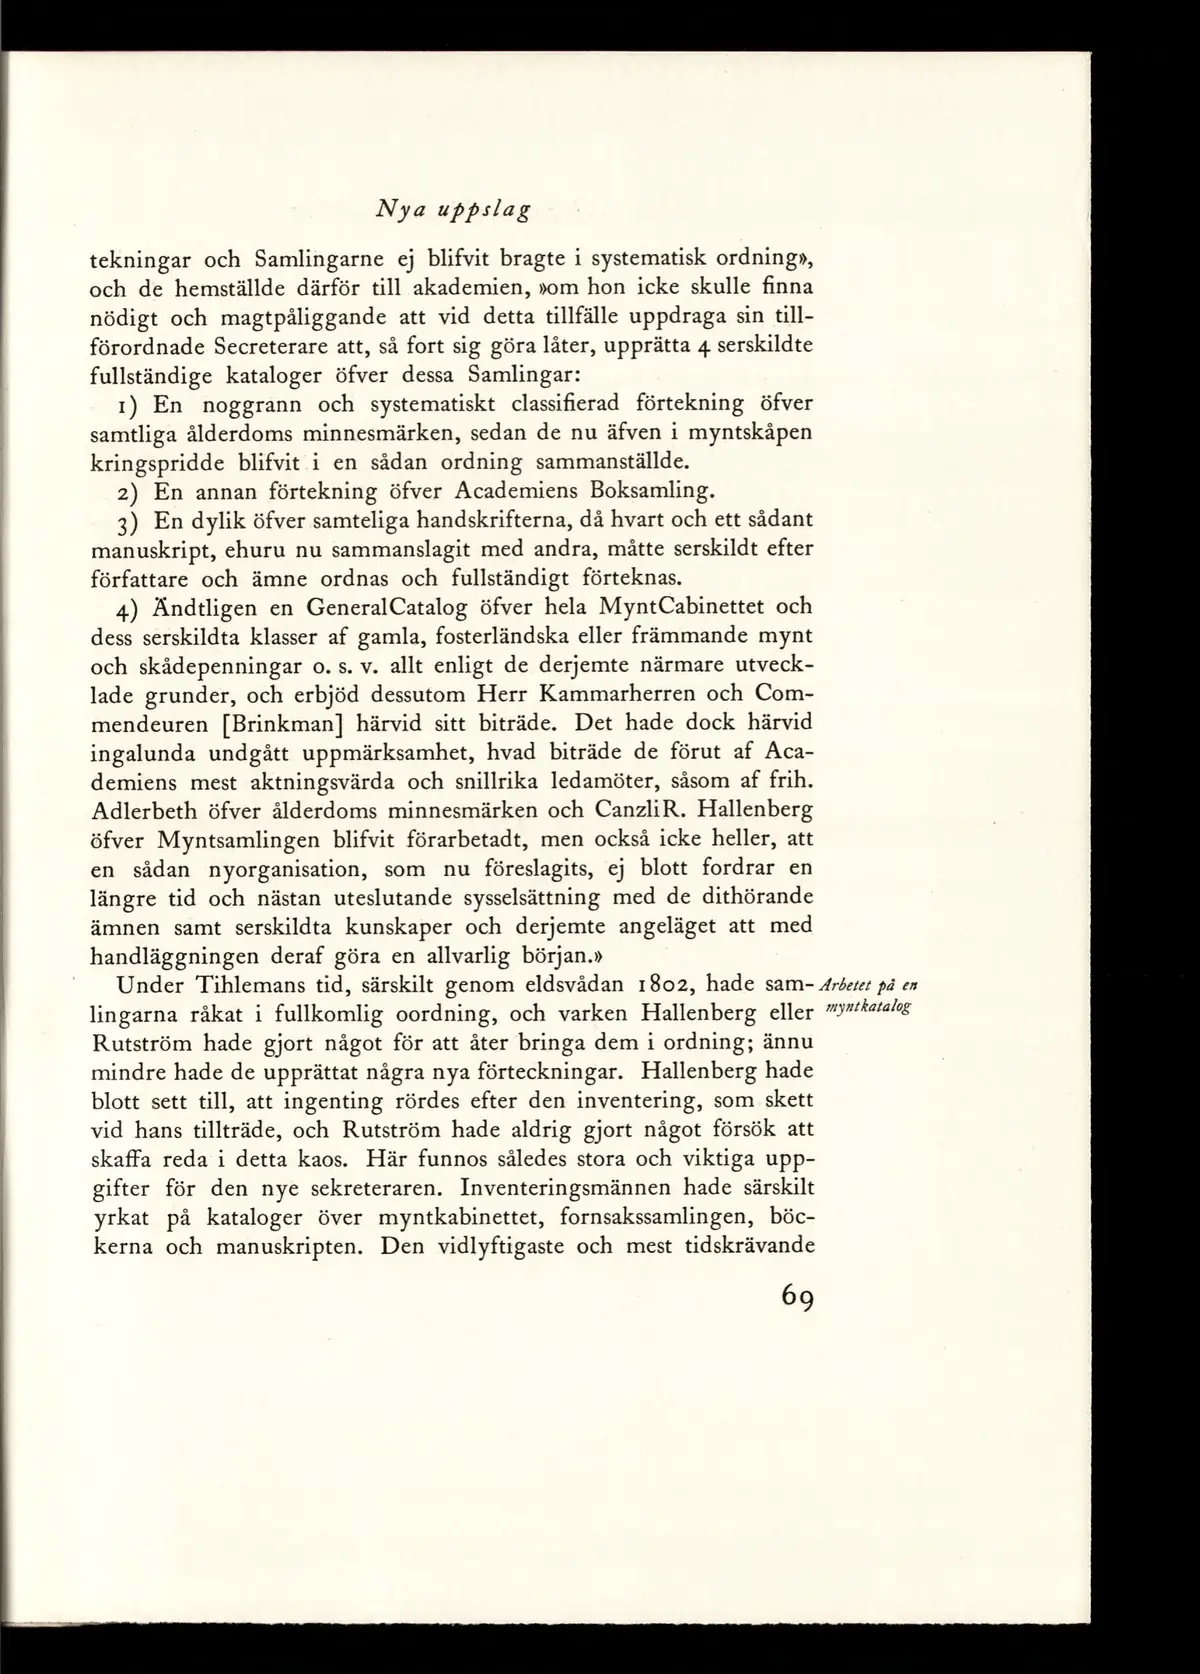 Nya uppslag
tekningar och Samlingarne ej blifvit bragte i systematisk ordning»,
och de hemställde därför till akademien, »om hon icke skulle finna
nödigt och magtpåliggande att vid detta tillfälle uppdraga sin till-
förordnade Secreterare att, så fort sig göra låter, upprätta 4 serskildte
fullständige kataloger öfver dessa Samlingar:
1) En noggrann och systematiskt classifierad förtekning öfver
samtliga ålderdoms minnesmärken, sedan de nu äfven i myntskåpen
kringspridde blifvit i en sådan ordning sammanställde.
2) En annan förtekning öfver Academiens Boksamling.
3) En dylik öfver samteliga handskrifterna, då hvart och ett sådant
manuskript, ehuru nu sammanslagit med andra, måtte serskildt efter
författare och ämne ordnas och fullständigt förteknas.
4) Ändtligen en GeneralCatalog öfver hela MyntCabinettet och
dess serskildta klasser af gamla, fosterländska eller främmande mynt
och skådepenningar o. s. v. allt enligt de derjemte närmare utveck-
lade grunder, och erbjöd dessutom Herr Kammarherren och Com-
mendeuren [Brinkman] härvid sitt biträde. Det hade dock härvid
ingalunda undgått uppmärksamhet, hvad biträde de förut af Aca-
demiens mest aktningsvärda och snillrika ledamöter, såsom af frih.
Adlerbeth öfver ålderdoms minnesmärken och CanzliR. Hallenberg
öfver Myntsamlingen blifvit förarbetadt, men också icke heller, att
en sådan nyorganisation, som nu föreslagits, ej blott fordrar en
längre tid och nästan uteslutande sysselsättning med de dithörande
ämnen samt serskildta kunskaper och derjemte angeläget att med
handläggningen deraf göra en allvarlig början.»
Under Tihlemans tid, särskilt genom eldsvådan 1802, hade sam-
lingarna råkat i fullkomlig oordning, och varken Hallenberg eller
Rutström hade gjort något för att åter bringa dem i ordning; ännu
mindre hade de upprättat några nya förteckningar. Hallenberg hade
blott sett till, att ingenting rördes efter den inventering, som skett
vid hans tillträde, och Rutström hade aldrig gjort något försök att
skaffa reda i detta kaos. Här funnos således stora och viktiga upp-
gifter för den nye sekreteraren. Inventeringsmännen hade särskilt
yrkat på kataloger över myntkabinettet, fornsakssamlingen, böc-
kerna och manuskripten. Den vidlyftigaste och mest tidskrävande
Arbetet på en
myntkatalog
69